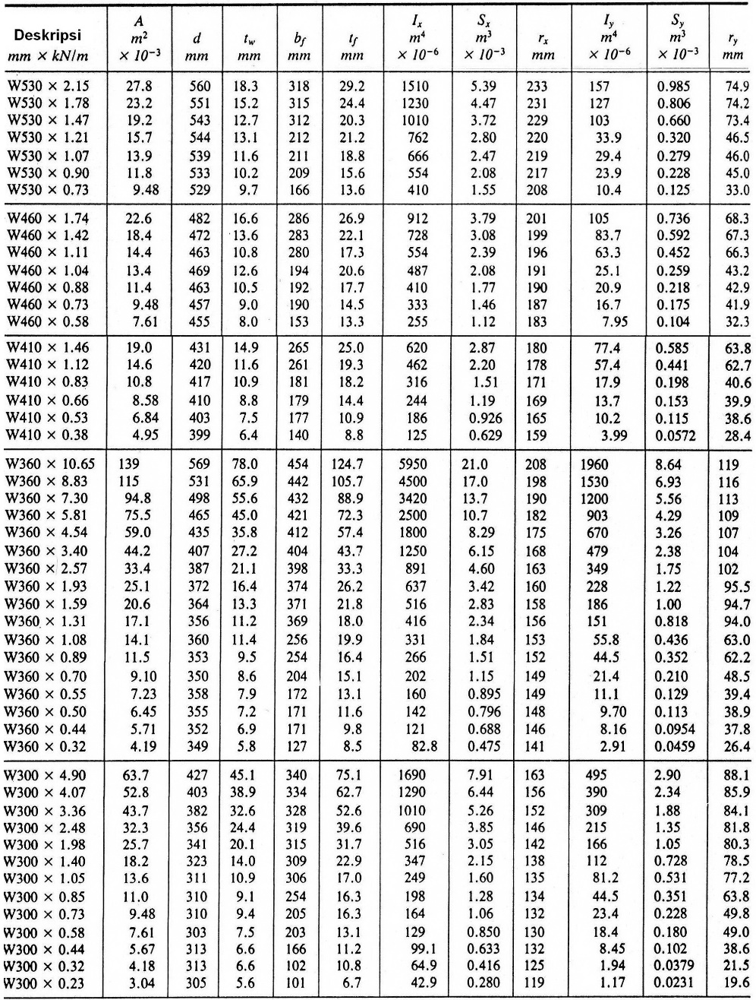 Deskripsi mm × kN/m A m² × 10⁻³ d mm t_w mm b_f mm t_f mm I_x m⁴ × 10⁻⁶ S_x m³ × 10⁻³ r_x mm I_y m⁴ × 10⁻⁶ S_y m³ × 10⁻³ r_y mm
W530 × 2.15 27.8 560 18.3 318 29.2 1510 5.39 233 157 0.985 74.9
W530 × 1.78 23.2 551 15.2 315 24.4 1230 4.47 231 127 0.806 74.2
W530 × 1.47 19.2 543 12.7 312 20.3 1010 3.72 229 103 0.660 73.4
W530 × 1.21 15.7 544 13.1 212 21.2 762 2.80 220 33.9 0.320 46.5
W530 × 1.07 13.9 539 11.6 211 18.8 666 2.47 219 29.4 0.279 46.0
W530 × 0.90 11.8 533 10.2 209 15.6 554 2.08 217 23.9 0.228 45.0
W530 × 0.73 9.48 529 9.7 166 13.6 410 1.55 208 10.4 0.125 33.0
W460 × 1.74 22.6 482 16.6 286 26.9 912 3.79 201 105 0.736 68.3
W460 × 1.42 18.4 472 13.6 283 22.1 728 3.08 199 83.7 0.592 67.3
W460 × 1.11 14.4 463 10.8 280 17.3 554 2.39 196 63.3 0.452 66.3
W460 × 1.04 13.4 469 12.6 194 20.6 487 2.08 191 25.1 0.259 43.2
W460 × 0.88 11.4 463 10.5 192 17.7 410 1.77 190 20.9 0.218 42.9
W460 × 0.73 9.48 457 9.0 190 14.5 333 1.46 187 16.7 0.175 41.9
W460 × 0.58 7.61 455 8.0 153 13.3 255 1.12 183 7.95 0.104 32.3
W410 × 1.46 19.0 431 14.9 265 25.0 620 2.87 180 77.4 0.585 63.8
W410 × 1.12 14.6 420 11.6 261 19.3 462 2.20 178 57.4 0.441 62.7
W410 × 0.83 10.8 417 10.9 181 18.2 316 1.51 171 17.9 0.198 40.6
W410 × 0.66 8.58 410 8.8 179 14.4 244 1.19 169 13.7 0.153 39.9
W410 × 0.53 6.84 403 7.5 177 10.9 186 0.926 165 10.2 0.115 38.6
W410 × 0.38 4.95 399 6.4 140 8.8 125 0.629 159 3.99 0.0572 28.4
W360 × 10.65 139 569 78.0 454 124.7 5950 21.0 208 1960 8.64 119
W360 × 8.83 115 531 65.9 442 105.7 4500 17.0 198 1530 6.93 116
W360 × 7.30 94.8 498 55.6 432 88.9 3420 13.7 190 1200 5.56 113
W360 × 5.81 75.5 465 45.0 421 72.3 2500 10.7 182 903 4.29 109
W360 × 4.54 59.0 435 35.8 412 57.4 1800 8.29 175 670 3.26 107
W360 × 3.40 44.2 407 27.2 404 43.7 1250 6.15 168 479 2.38 104
W360 × 2.57 33.4 387 21.1 398 33.3 891 4.60 163 349 1.75 102
W360 × 1.93 25.1 372 16.4 374 26.2 637 3.42 160 228 1.22 95.5
W360 × 1.59 20.6 364 13.3 371 21.8 516 2.83 158 186 1.00 94.7
W360 × 1.31 17.1 356 11.2 369 18.0 416 2.34 156 151 0.818 94.0
W360 × 1.08 14.1 360 11.4 256 19.9 331 1.84 153 55.8 0.436 63.0
W360 × 0.89 11.5 353 9.5 254 16.4 266 1.51 152 44.5 0.352 62.2
W360 × 0.70 9.10 350 8.6 204 15.1 202 1.15 149 21.4 0.210 48.5
W360 × 0.55 7.23 358 7.9 172 13.1 160 0.895 149 11.1 0.129 39.4
W360 × 0.50 6.45 355 7.2 171 11.6 142 0.796 148 9.70 0.113 38.9
W360 × 0.44 5.71 352 6.9 171 9.8 121 0.688 146 8.16 0.0954 37.8
W360 × 0.32 4.19 349 5.8 127 8.5 82.8 0.475 141 2.91 0.0459 26.4
W300 × 4.90 63.7 427 45.1 340 75.1 1690 7.91 163 495 2.90 88.1
W300 × 4.07 52.8 403 38.9 334 62.7 1290 6.44 156 390 2.34 85.9
W300 × 3.36 43.7 382 32.6 328 52.6 1010 5.26 152 309 1.88 84.1
W300 × 2.48 32.3 356 24.4 319 39.6 690 3.85 146 215 1.35 81.8
W300 × 1.98 25.7 341 20.1 315 31.7 516 3.05 142 166 1.05 80.3
W300 × 1.40 18.2 323 14.0 309 22.9 347 2.15 138 112 0.728 78.5
W300 × 1.05 13.6 311 10.9 306 17.0 249 1.60 135 81.2 0.531 77.2
W300 × 0.85 11.0 310 9.1 254 16.3 198 1.28 134 44.5 0.351 63.8
W300 × 0.73 9.48 310 9.4 205 16.3 164 1.06 132 23.4 0.228 49.8
W300 × 0.58 7.61 303 7.5 203 13.1 129 0.850 130 18.4 0.180 49.0
W300 × 0.44 5.67 313 6.6 166 11.2 99.1 0.633 132 8.45 0.102 38.6
W300 × 0.32 4.18 313 6.6 102 10.8 64.9 0.416 125 1.94 0.0379 21.5
W300 × 0.23 3.04 305 5.6 101 6.7 42.9 0.280 119 1.17 0.0231 19.6